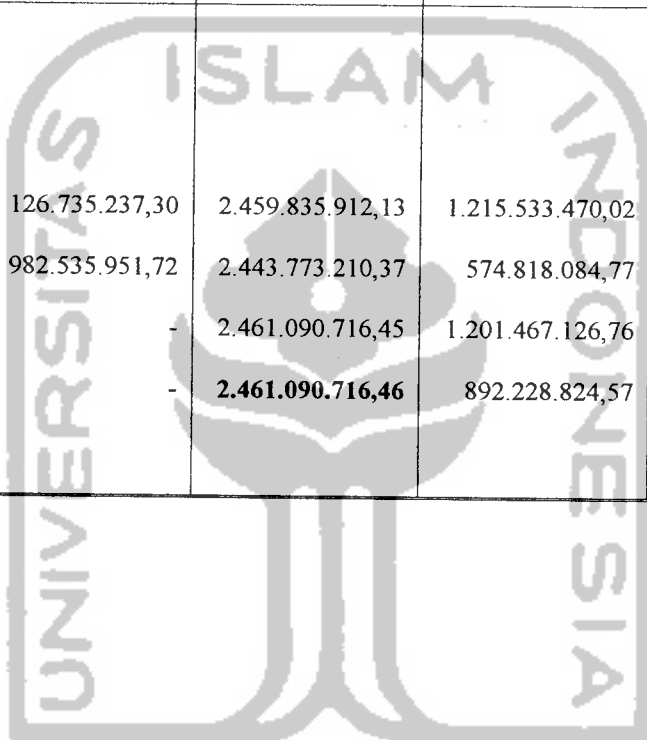 ISLAM
UNIVERSITAS
INDONESIA
126.735.237,30 2.459.835.912,13 1.215.533.470,02
982.535.951,72 2.443.773.210,37 574.818.084,77
- 2.461.090.716,45 1.201.467.126,76
- 2.461.090.716,46 892.228.824,57